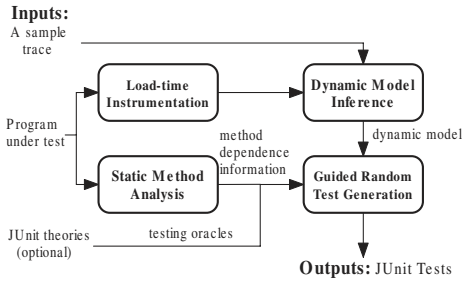 Inputs:
A sample
trace
Load-time
Instrumentation
Dynamic Model
Inference
Program
under test
method
dependence
information
dynamic model
Static Method
Analysis
Guided Random
Test Generation
JUnit theories
(optional)
testing oracles
Outputs: JUnit Tests